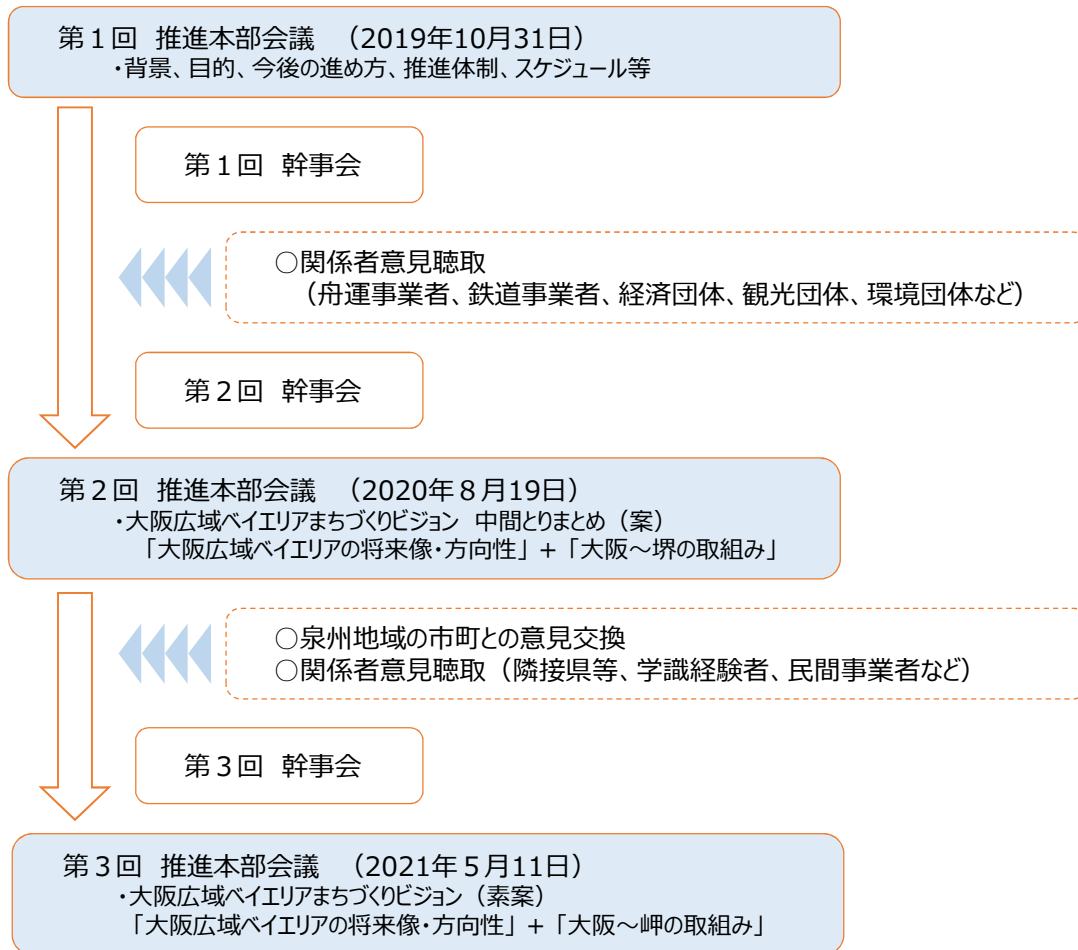 第１回 推進本部会議 （2019年10月31日）
・背景、目的、今後の進め方、推進体制、スケジュール等
第１回 幹事会
○関係者意見聴取
（舟運事業者、鉄道事業者、経済団体、観光団体、環境団体など）
第２回 幹事会
第２回 推進本部会議 （2020年８月19日）
・大阪広域ベイエリアまちづくりビジョン 中間とりまとめ（案）
「大阪広域ベイエリアの将来像・方向性」＋「大阪～堺の取組み」
○泉州地域の市町との意見交換
○関係者意見聴取（隣接県等、学識経験者、民間事業者など）
第３回 幹事会
第３回 推進本部会議 （2021年５月11日）
・大阪広域ベイエリアまちづくりビジョン（素案）
「大阪広域ベイエリアの将来像・方向性」＋「大阪～岬の取組み」